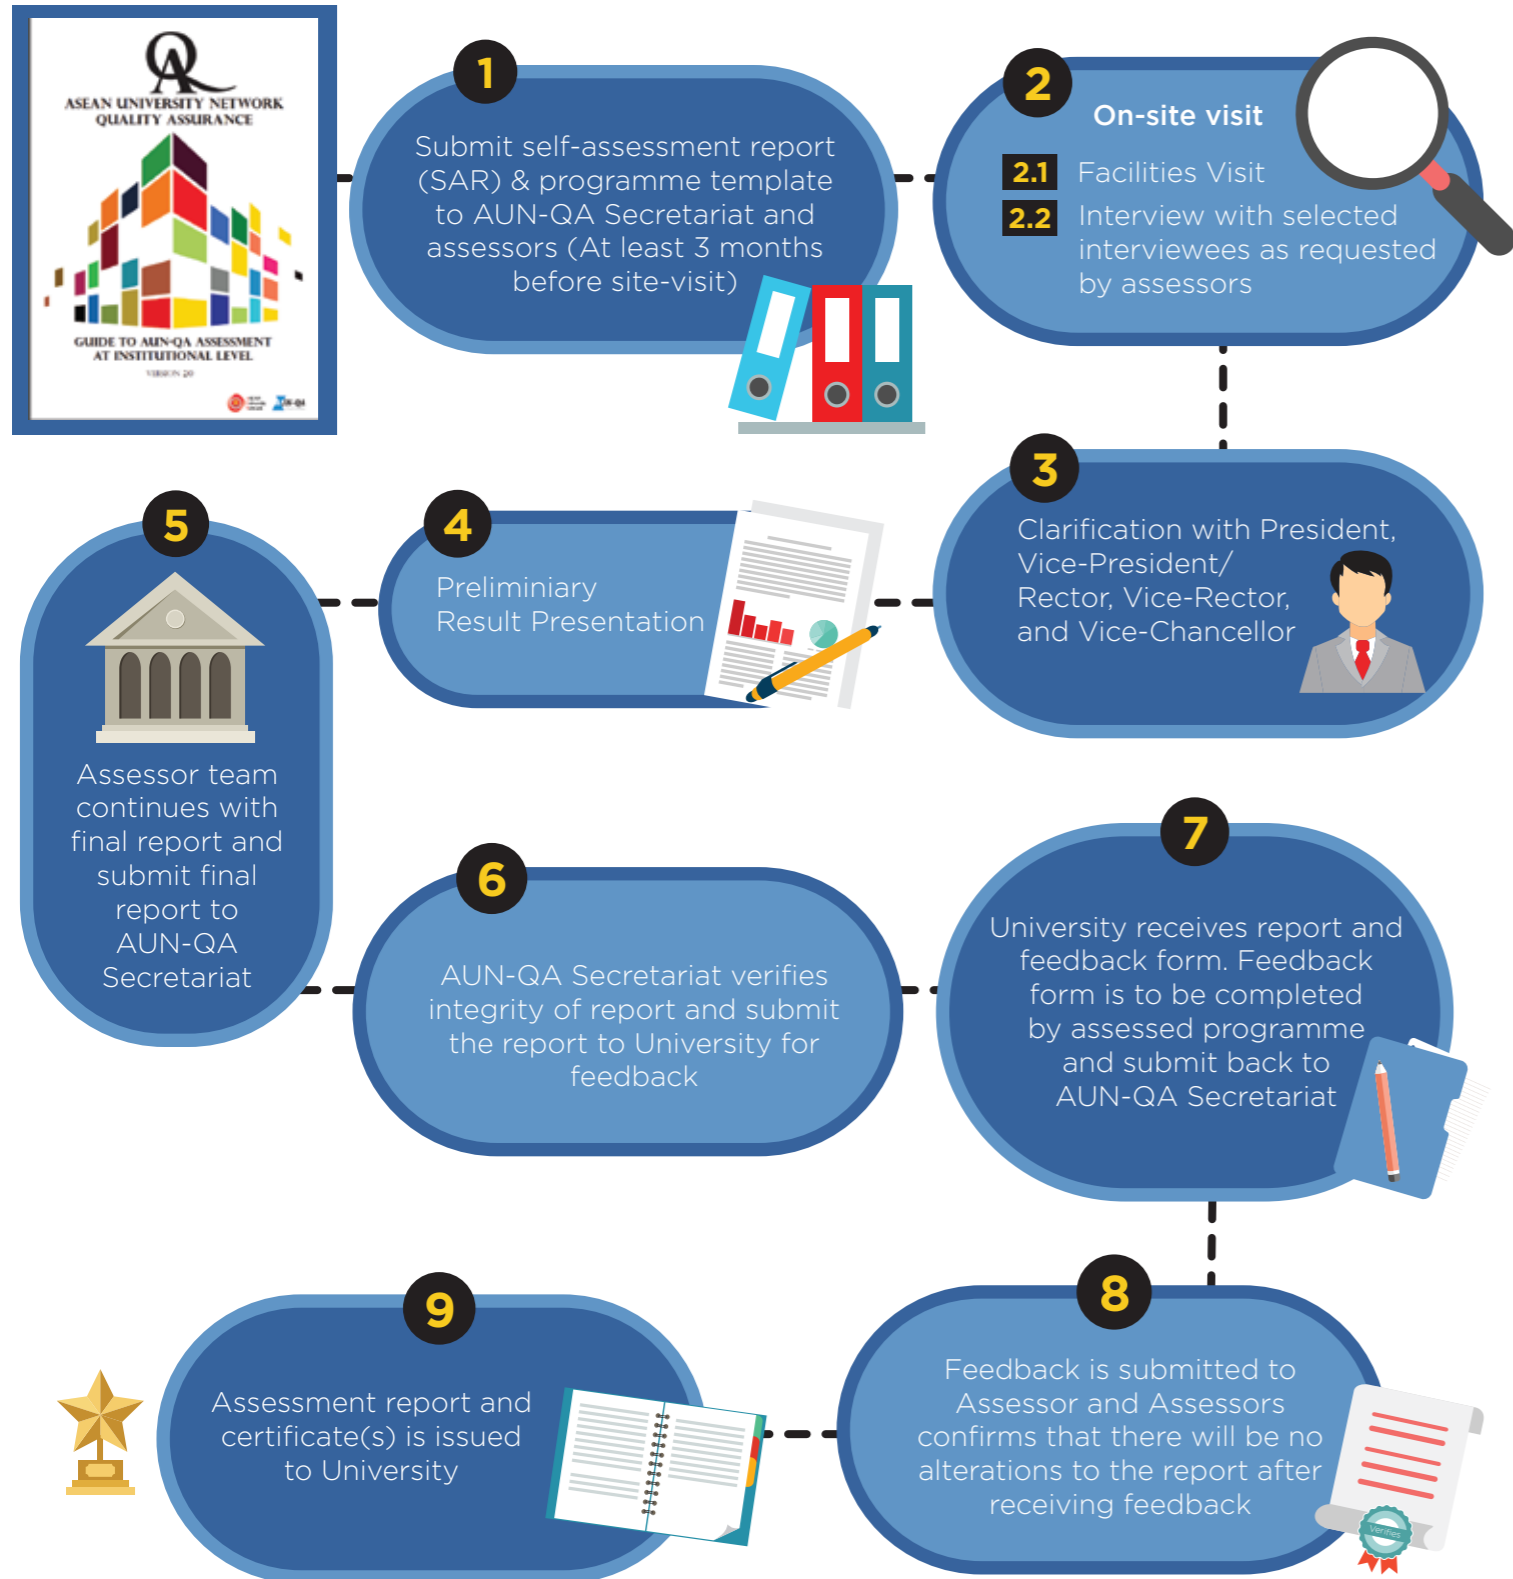 ASEAN UNIVERSITY NETWORK
QUALITY ASSURANCE
GUIDE TO AUN-QA ASSESSMENT
AT INSTITUTIONAL LEVEL
VERSION 2.0
1
Submit self-assessment report
(SAR) & programme template
to AUN-QA Secretariat and
assessors (At least 3 months
before site-visit)
2
On-site visit
2.1 Facilities Visit
2.2 Interview with selected
interviewees as requested
by assessors
3
Clarification with President,
Vice-President/
Rector, Vice-Rector,
and Vice-Chancellor
4
Preliminiary
Result Presentation
5
Assessor team
continues with
final report and
submit final
report to
AUN-QA
Secretariat
6
AUN-QA Secretariat verifies
integrity of report and submit
the report to University for
feedback
7
University receives report and
feedback form. Feedback
form is to be completed
by assessed programme
and submit back to
AUN-QA Secretariat
8
Feedback is submitted to
Assessor and Assessors
confirms that there will be no
alterations to the report after
receiving feedback
Verifies
9
Assessment report and
certificate(s) is issued
to University